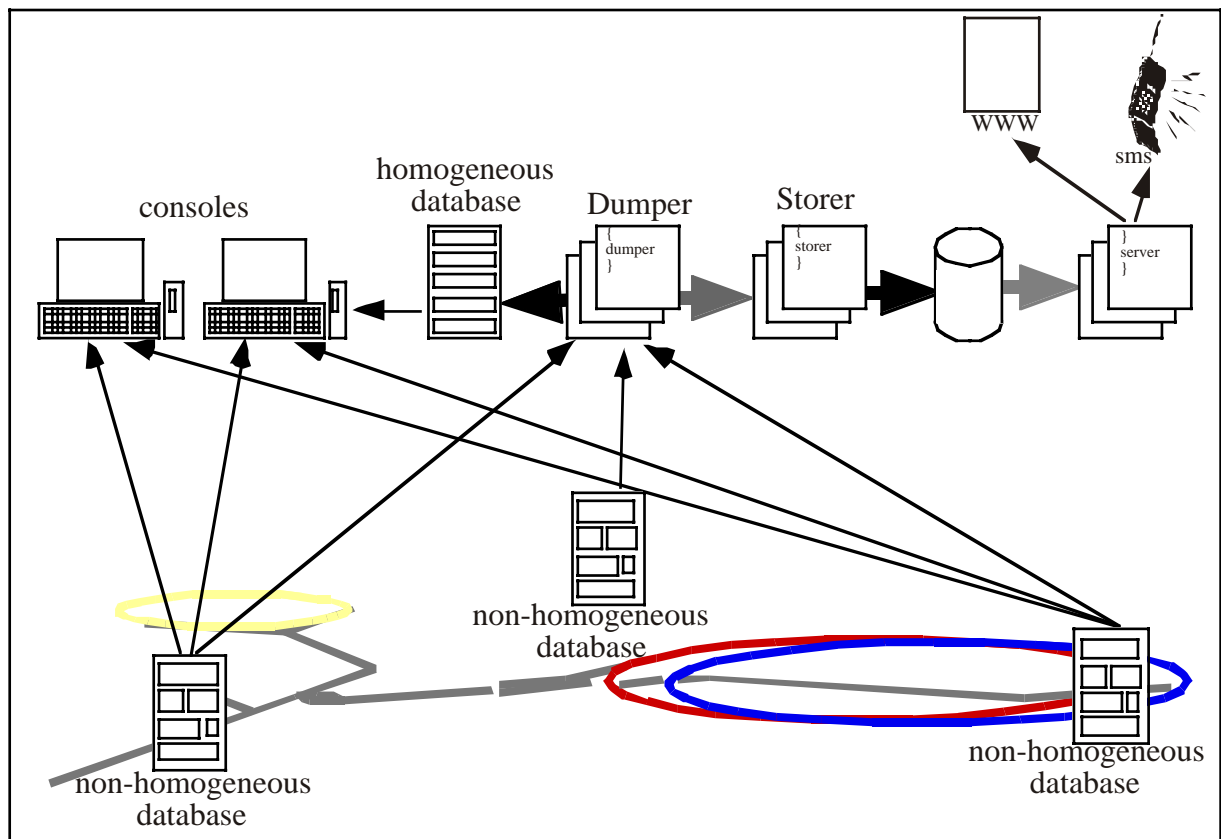 WWW
sms
homogeneous
database
consoles
Dumper
Storer
{
dumper
}
{
storer
}
}
server
}
non-homogeneous
database
non-homogeneous
database
non-homogeneous
database